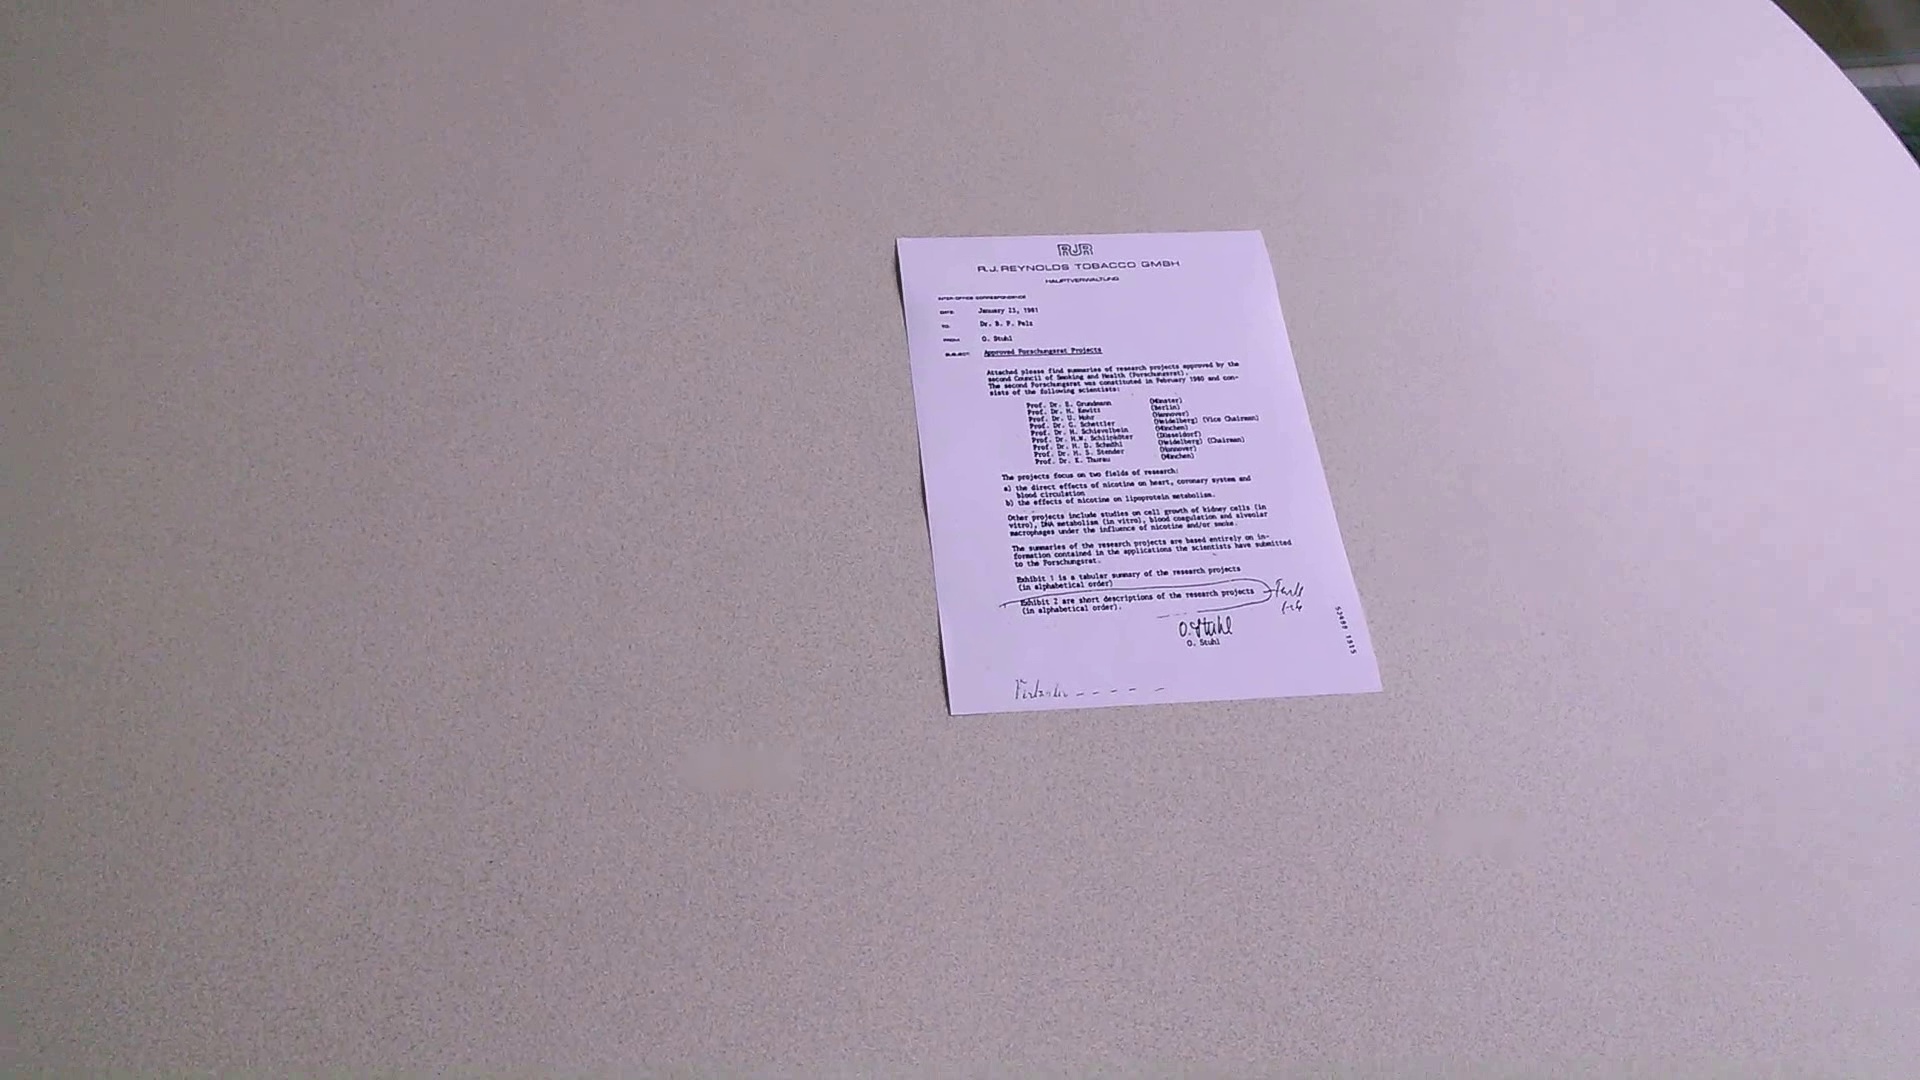 RJR
R.J. REYNOLDS TOBACCO GMBH
HAUPTVERWALTUNG
INTER-OFFICE CORRESPONDENCE
DATE: January 1981
TO: Dr. B. F. Pelz
FROM: O. Stuhl
SUBJECT: Approved Forschungsrat Projects
Attached please find summaries of research projects approved by the
second Council of Smoking and Health (Forschungsrat).
The second Forschungsrat was constituted in February 1980 and con-
sists of the following scientists:
Prof. Dr. E. Grundmann (Münster)
Prof. Dr. H. Kewitz (Berlin)
Prof. Dr. U. Mohr (Hannover)
Prof. Dr. G. Schettler (Heidelberg) (Vice Chairman)
Prof. Dr. H. Schievelbein (München)
Prof. Dr. H.W. Schlipköter (Düsseldorf)
Prof. Dr. H. D. Schmähl (Heidelberg) (Chairman)
Prof. Dr. H. S. Stender (Hannover)
Prof. Dr. K. Thurau (München)
The projects focus on two fields of research:
a) the direct effects of nicotine on heart, coronary system and
blood circulation
b) the effects of nicotine on lipoprotein metabolism.
Other projects include studies on cell growth of kidney cells (in
vitro), DNA metabolism (in vitro), blood coagulation and alveolar
macrophages under the influence of nicotine and/or smoke.
The summaries of the research projects are based entirely on in-
formation contained in the applications the scientists have submitted
to the Forschungsrat.
Exhibit 1 is a tabular summary of the research projects
(in alphabetical order)
Exhibit 2 are short descriptions of the research projects
(in alphabetical order).
O. Stuhl
O. Stuhl